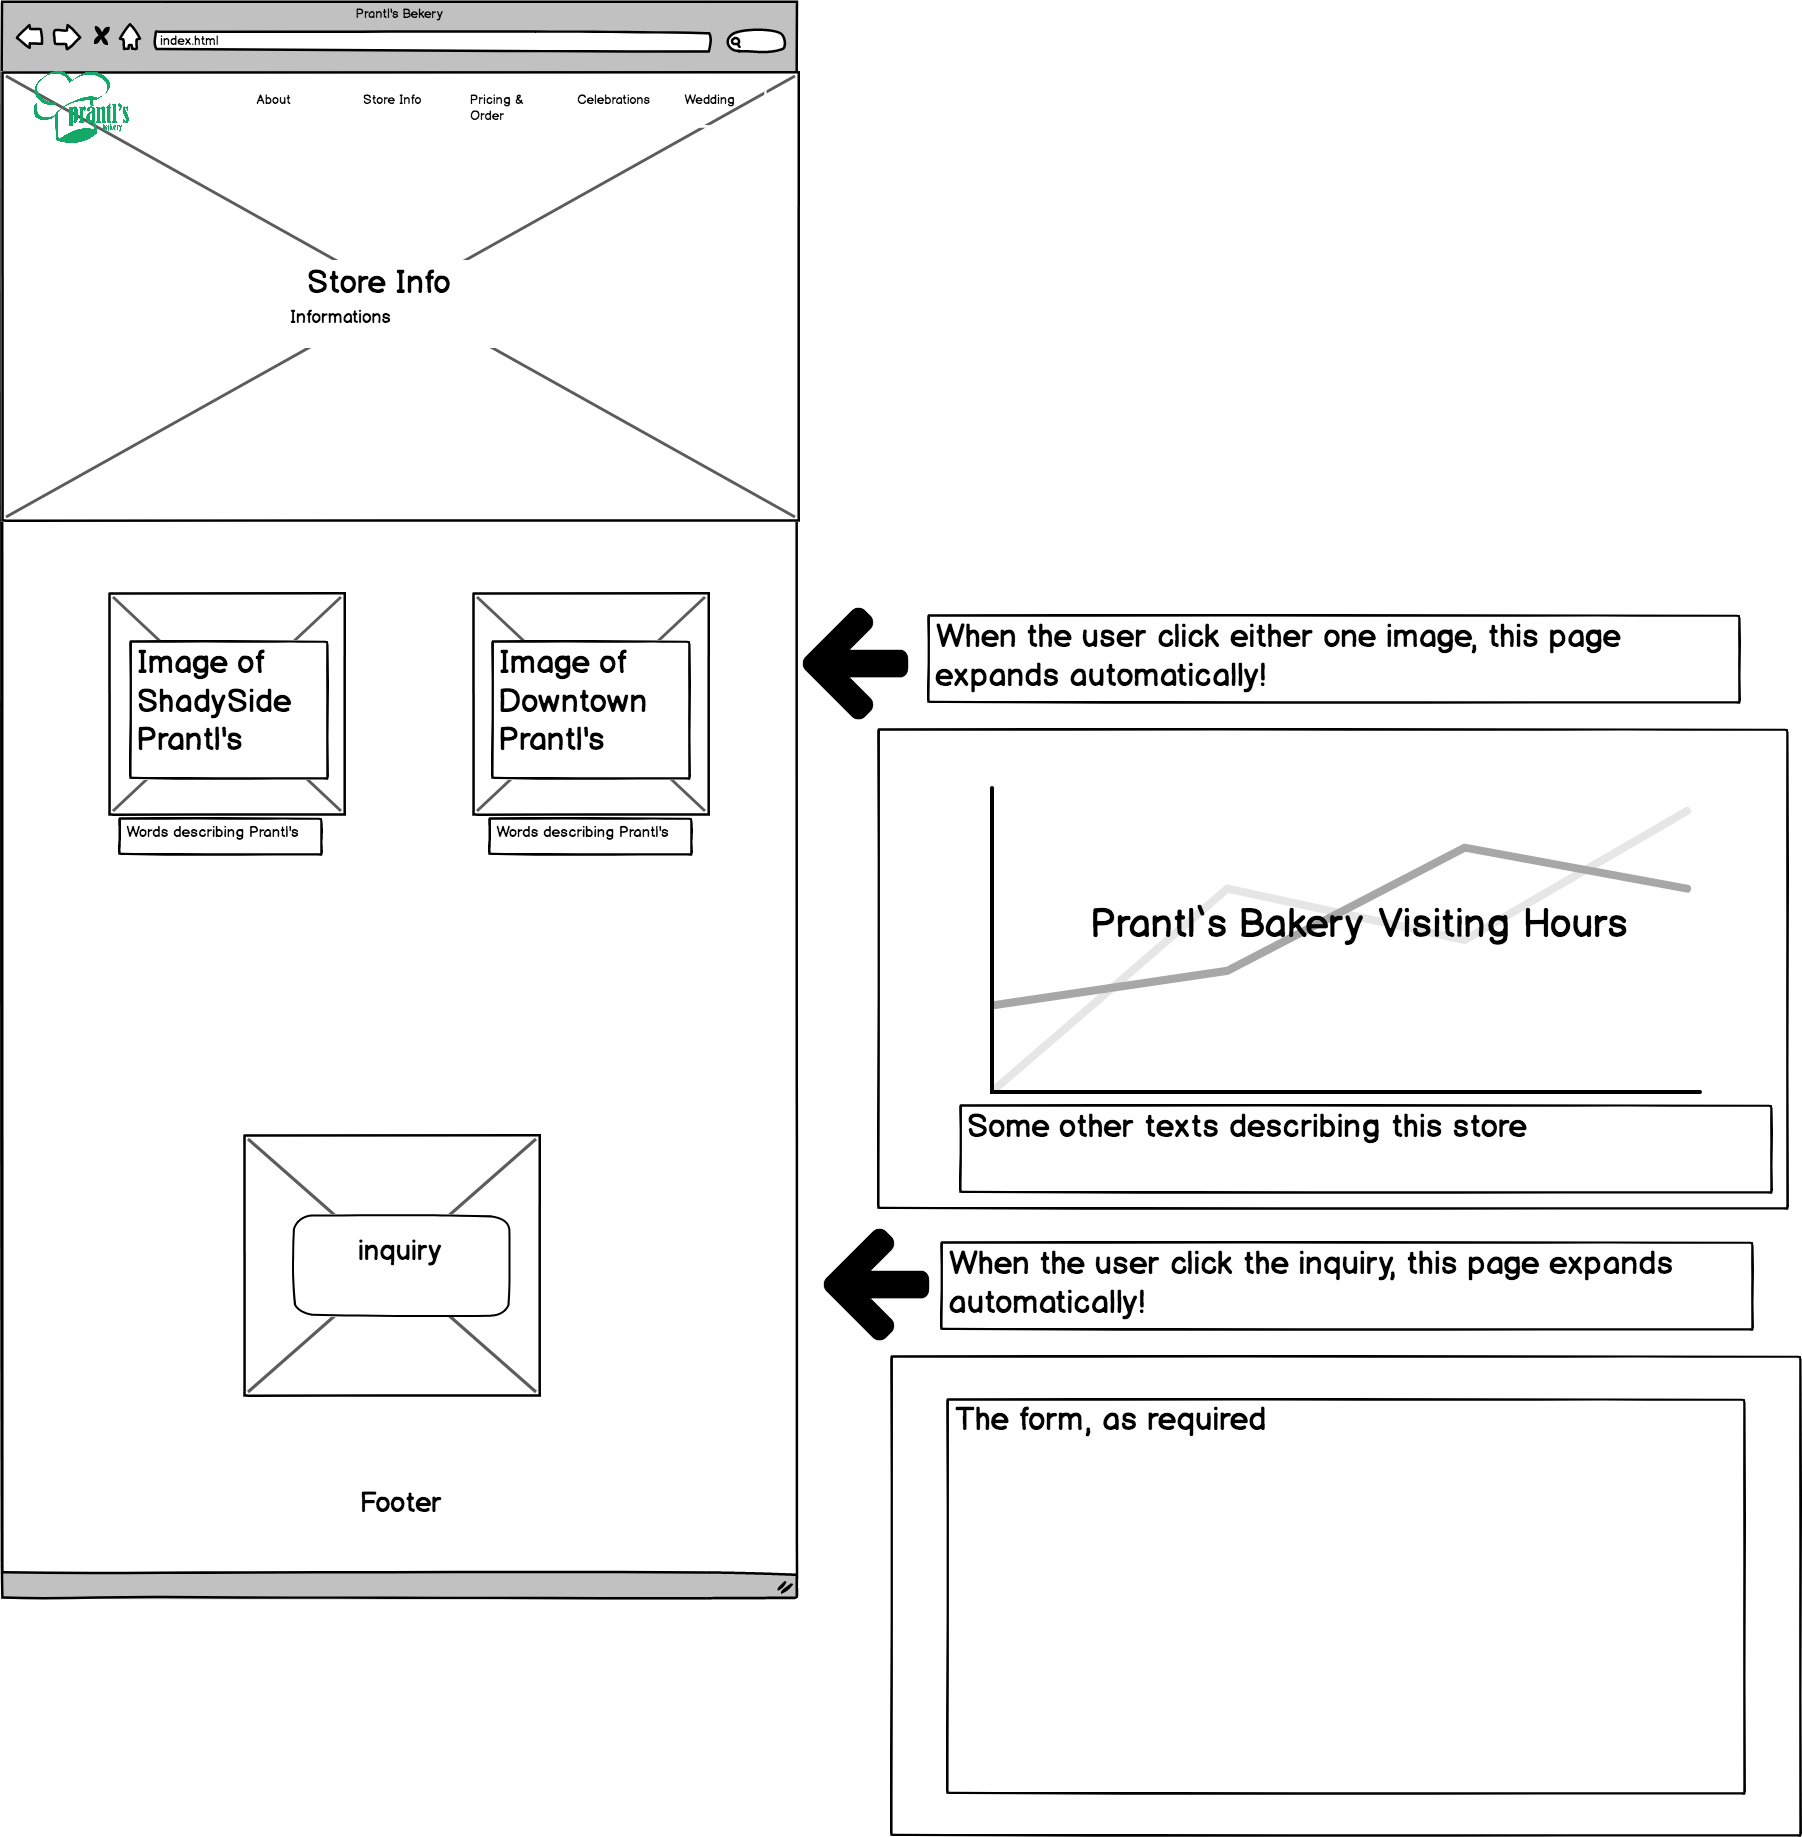 Prantl's Bekery
index.html
prantl's
bakery
About
Store Info
Pricing &
Order
Celebrations
Wedding
Store Info
Informations
Image of
ShadySide
Prantl's
Image of
Downtown
Prantl's
Words describing Prantl's
Words describing Prantl's
When the user click either one image, this page
expands automatically!
Prantl`s Bakery Visiting Hours
Some other texts describing this store
inquiry
When the user click the inquiry, this page expands
automatically!
The form, as required
Footer